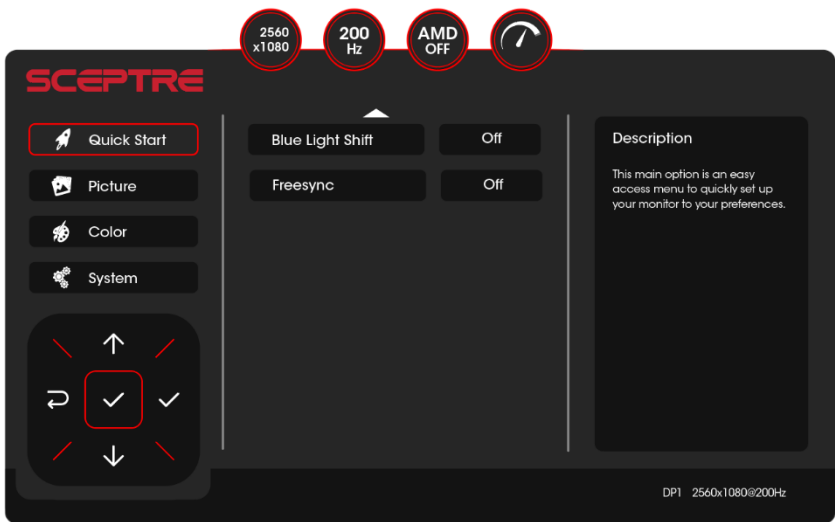 2560
x1080
200
Hz
AMD
OFF
SCEPTRE
Quick Start
Picture
Color
System
Blue Light Shift
Off
Freesync
Off
Description
This main option is an easy
access menu to quickly set up
your monitor to your preferences.
DP1 2560x1080@200Hz